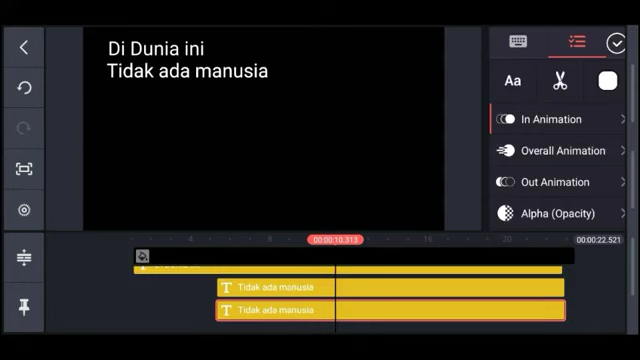 Di Dunia ini
Tidak ada manusia
Aa
In Animation
Overall Animation
Out Animation
Alpha (Opacity)
4
8
00:00:10.313
16
20
00:00:22.521
T Tidak ada manusia
T Tidak ada manusia